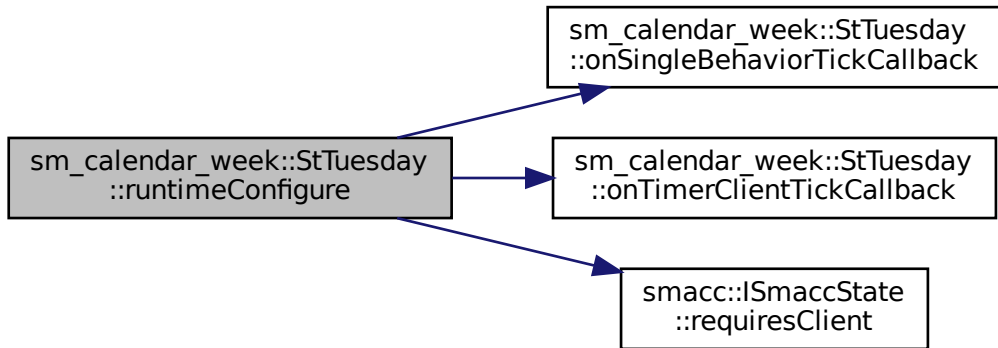 sm_calendar_week::StTuesday
::runtimeConfigure
sm_calendar_week::StTuesday
::onSingleBehaviorTickCallback
sm_calendar_week::StTuesday
::onTimerClientTickCallback
smacc::ISmaccState
::requiresClient